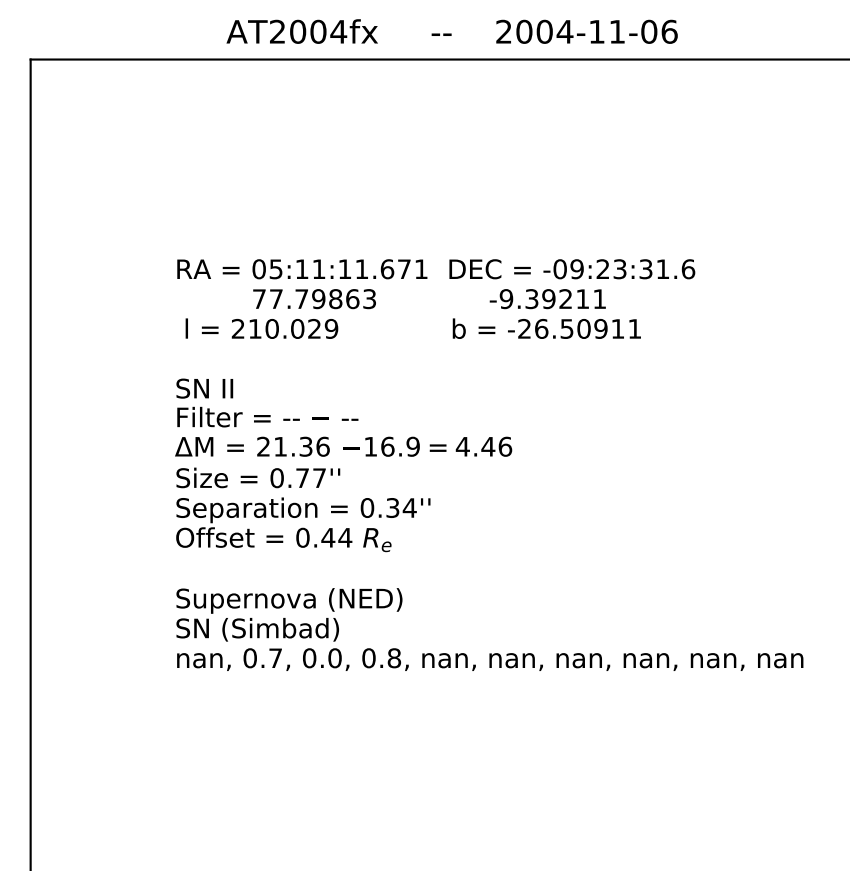 AT2004fx -- 2004-11-06
RA = 05:11:11.671 DEC = -09:23:31.6
77.79863 -9.39211
l = 210.029 b = -26.50911
SN II
Filter = -- − --
ΔM = 21.36 −16.9 = 4.46
Size = 0.77''
Separation = 0.34''
Offset = 0.44 Rₑ
Supernova (NED)
SN (Simbad)
nan, 0.7, 0.0, 0.8, nan, nan, nan, nan, nan, nan